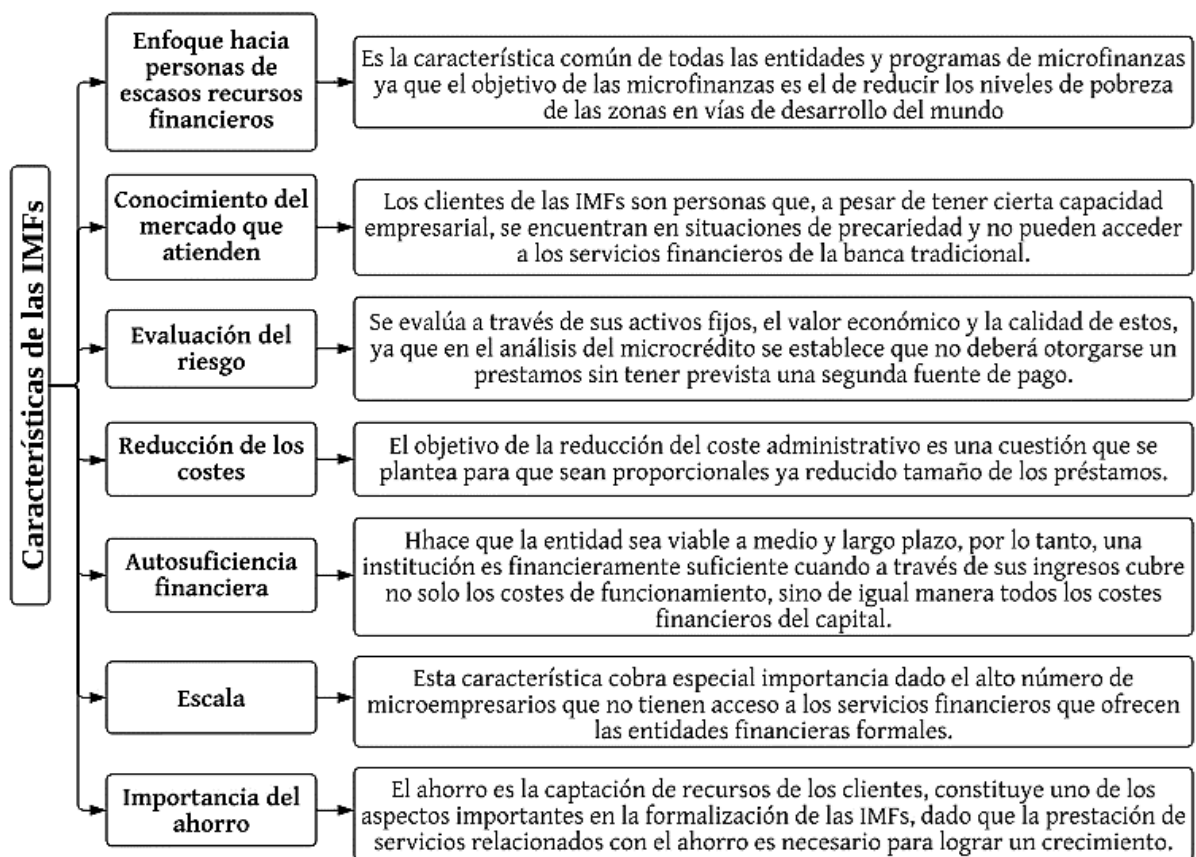 Características de las IMFs
Enfoque hacia
personas de
escasos recursos
financieros
Es la característica común de todas las entidades y programas de microfinanzas
ya que el objetivo de las microfinanzas es el de reducir los niveles de pobreza
de las zonas en vías de desarrollo del mundo
Conocimiento del
mercado que
atienden
Los clientes de las IMFs son personas que, a pesar de tener cierta capacidad
empresarial, se encuentran en situaciones de precariedad y no pueden acceder
a los servicios financieros de la banca tradicional.
Evaluación del
riesgo
Se evalúa a través de sus activos fijos, el valor económico y la calidad de estos,
ya que en el análisis del microcrédito se establece que no deberá otorgarse un
prestamos sin tener prevista una segunda fuente de pago.
Reducción de los
costes
El objetivo de la reducción del coste administrativo es una cuestión que se
plantea para que sean proporcionales ya reducido tamaño de los préstamos.
Autosuficiencia
financiera
Hhace que la entidad sea viable a medio y largo plazo, por lo tanto, una
institución es financieramente suficiente cuando a través de sus ingresos cubre
no solo los costes de funcionamiento, sino de igual manera todos los costes
financieros del capital.
Escala
Esta característica cobra especial importancia dado el alto número de
microempresarios que no tienen acceso a los servicios financieros que ofrecen
las entidades financieras formales.
Importancia del
ahorro
El ahorro es la captación de recursos de los clientes, constituye uno de los
aspectos importantes en la formalización de las IMFs, dado que la prestación de
servicios relacionados con el ahorro es necesario para lograr un crecimiento.